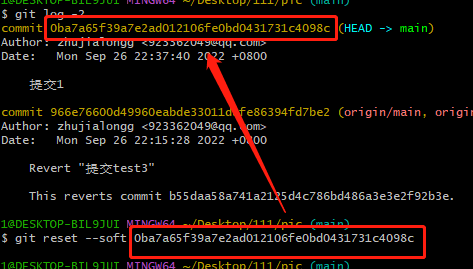 1@DESKTOP-BIL9JUI MINGW64 ~/Desktop/111/pic (main)
$ git log -2
commit 0ba7a65f39a7e2ad012106fe0bd0431731c4098c (HEAD -> main)
Author: zhujialongg <923362049@qq.com>
Date: Mon Sep 26 22:37:40 2022 +0800
提交1
commit 966e76600d49960eabde33011 fe86394fd7be2 (origin/main, orig
Author: zhujialongg <923362049@qq.com>
Date: Mon Sep 26 22:15:28 2022 +0800
Revert "提交test3"
This reverts commit b55daa58a741a2125d4c786bd486a3e3e2f92b3e.
1@DESKTOP-BIL9JUI MINGW64 ~/Desktop/111/pic (main)
$ git reset --soft 0ba7a65f39a7e2ad012106fe0bd0431731c4098c